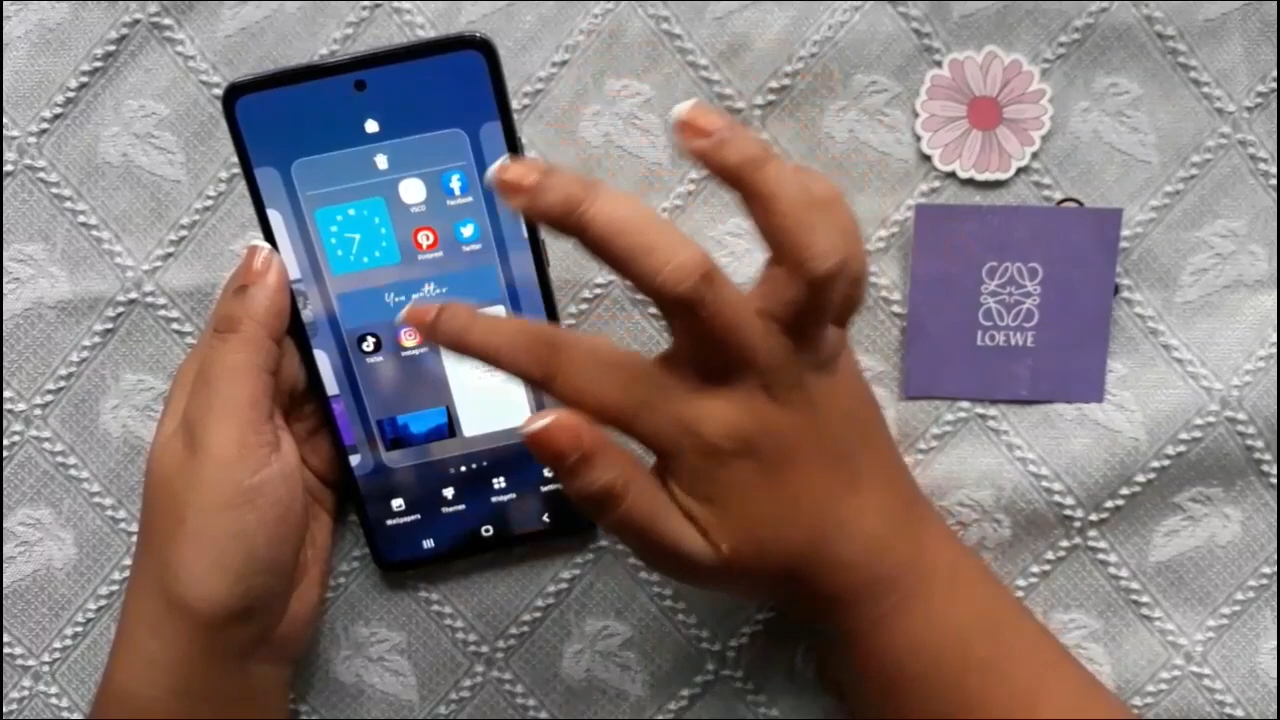 VSCO
Facebook
Pinterest
Twitter
You matter
TikTok
Instagram
Wallpapers
Themes
Widgets
LOEWE